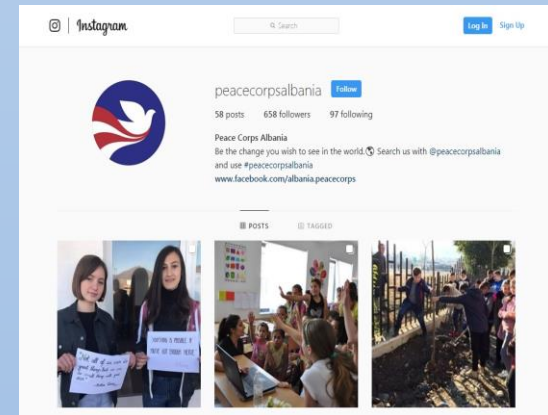 Instagram
Search
Log In
Sign Up
peacecorpsalbania
Follow
58 posts 658 followers 97 following
Peace Corps Albania
Be the change you wish to see in the world. Search us with @peacecorpsalbania
and use #peacecorpsalbania
www.facebook.com/albania.peacecorps
POSTS
TAGGED